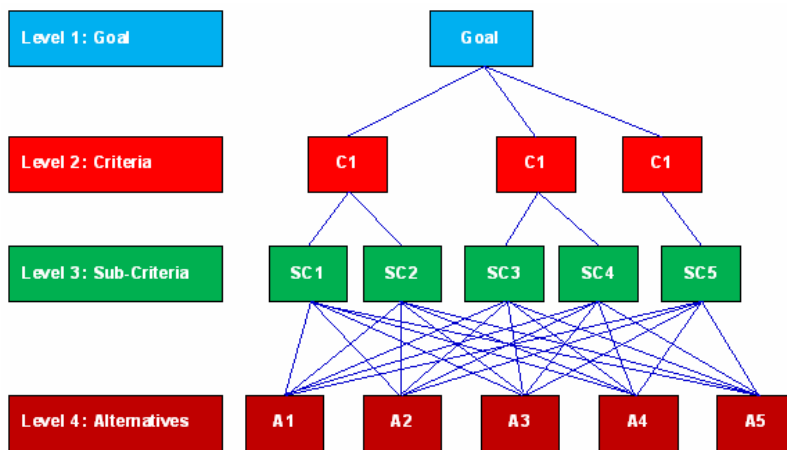 Level 1: Goal
Goal
Level 2: Criteria
C1
C1
C1
Level 3: Sub-Criteria
SC1
SC2
SC3
SC4
SC5
Level 4: Alternatives
A1
A2
A3
A4
A5